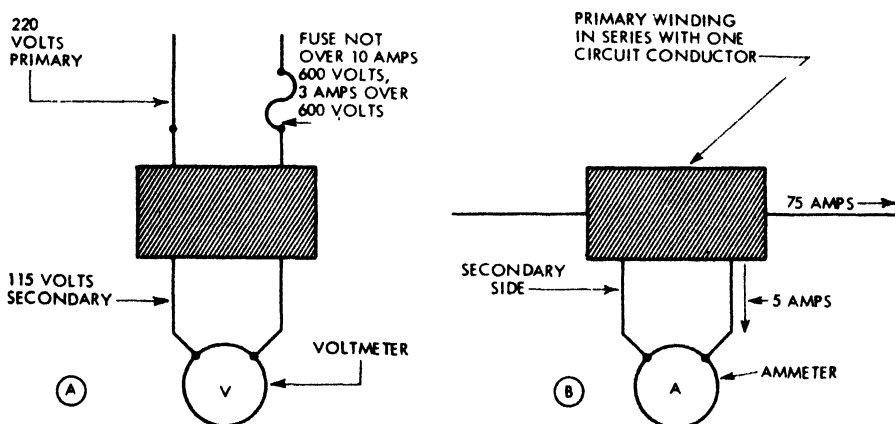 220
VOLTS
PRIMARY
FUSE NOT
OVER 10 AMPS
600 VOLTS,
3 AMPS OVER
600 VOLTS
115 VOLTS
SECONDARY
VOLTMETER
V
A
PRIMARY WINDING
IN SERIES WITH ONE
CIRCUIT CONDUCTOR
75 AMPS
SECONDARY
SIDE
5 AMPS
AMMETER
A
B